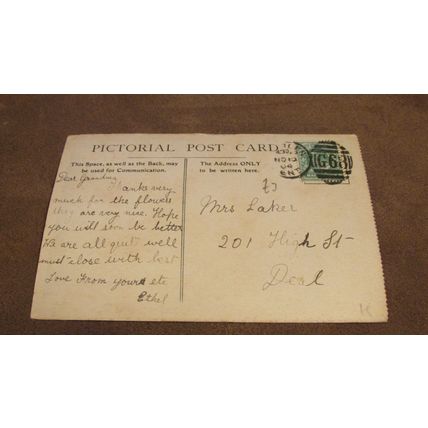 PICTORIAL POST CARD
This Space, as well as the Back, may
be used for Communication.
The Address ONLY
to be written here.
Dear Granding
Thanks very
much for the flowers
they are very nice. Hope
you will soon be better
We are all quite well
must close with best
Love From yours etc
Ethel
Mrs Laker
201 High St
Deal
G68